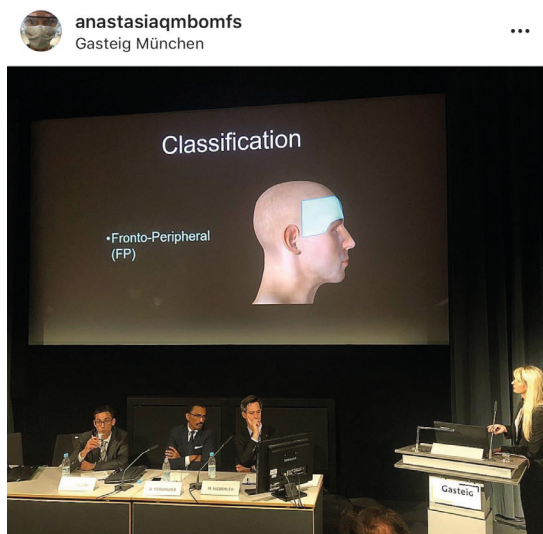 anastasiaqmbomfs
Gasteig München
Classification
•Fronto-Peripheral
(FP)
Gasteig